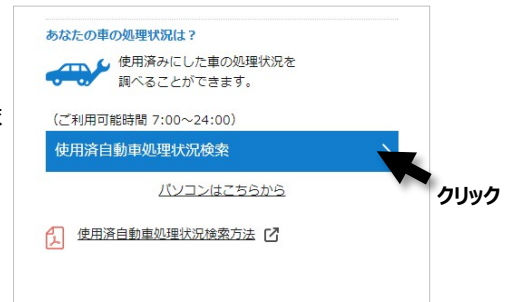 あなたの車の処理状況は？
使用済みにした車の処理状況を
調べることができます。
（ご利用可能時間 7:00～24:00）
使用済自動車処理状況検索
パソコンはこちらから
クリック
使用済自動車処理状況検索方法